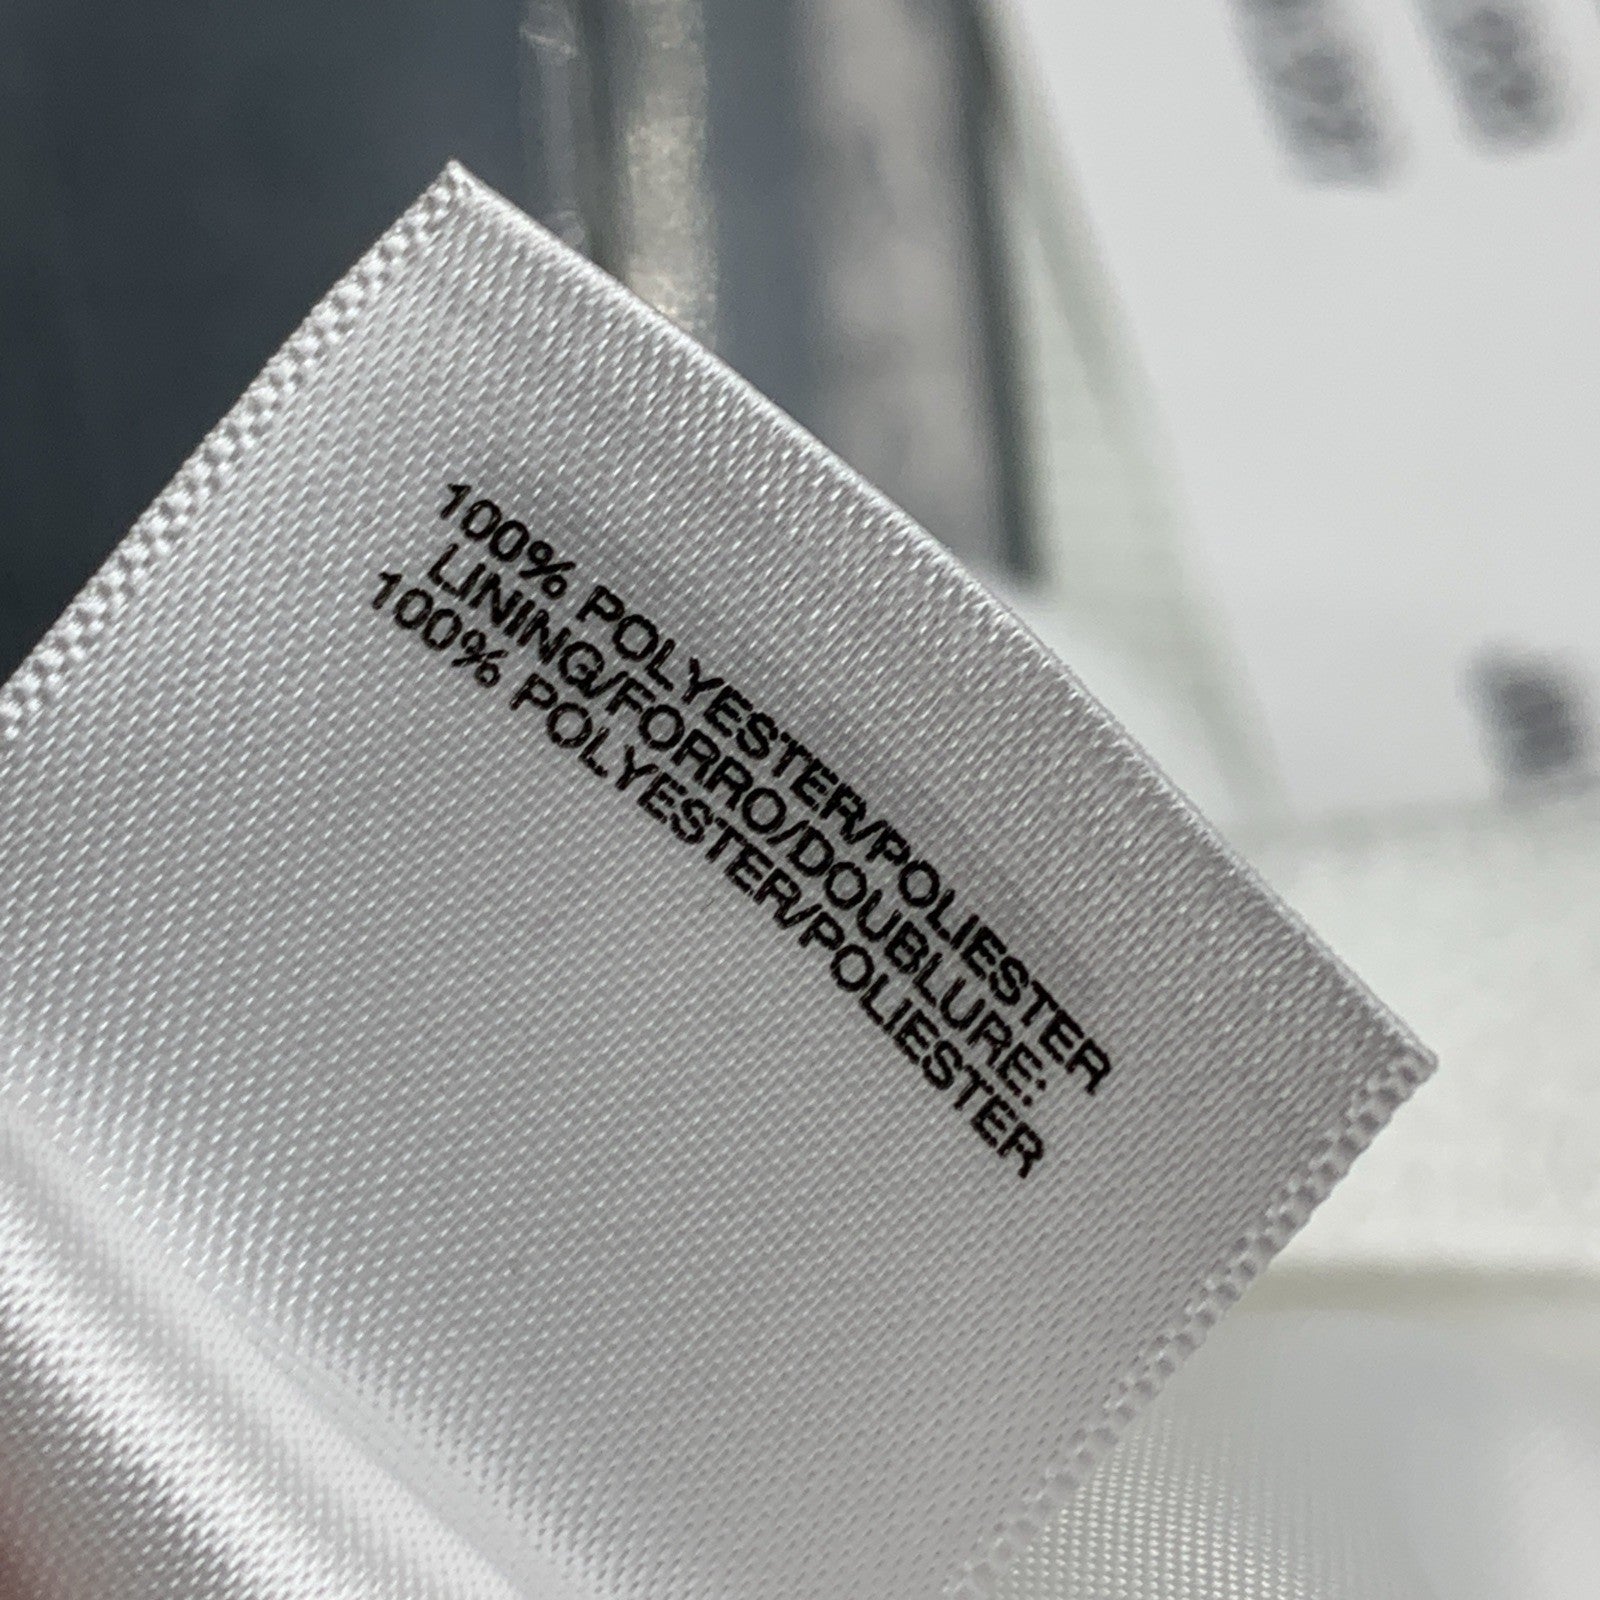 100% POLYESTER/POLIESTER
LINING/FORRO/DOUBLURE:
100% POLYESTER/POLIESTER